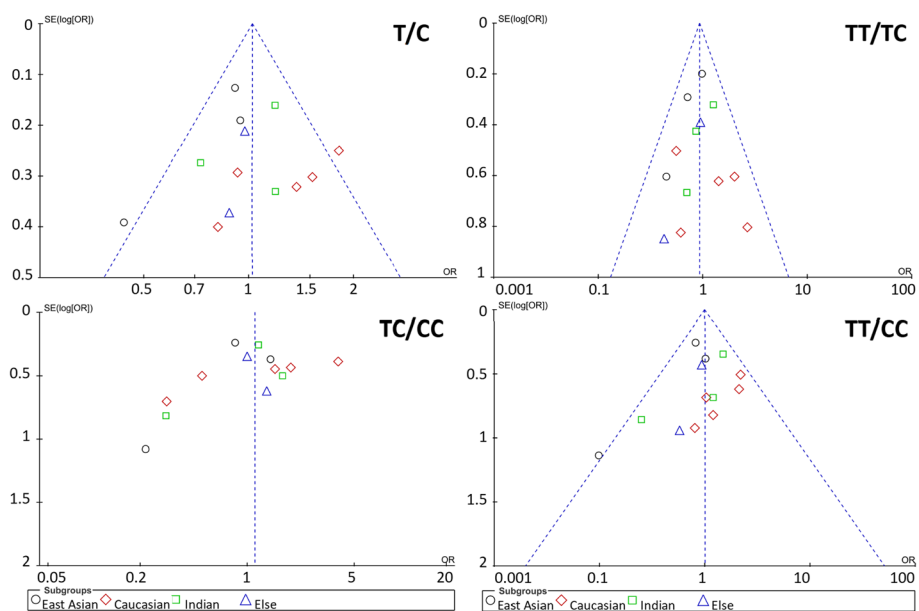 SE(log[OR])
T/C
0
0.1
0.2
0.3
0.4
0.5
OR
0.5 0.7 1 1.5 2
SE(log[OR])
TT/TC
0
0.2
0.4
0.6
0.8
1
OR
0.001 0.1 1 10 100
SE(log[OR])
TC/CC
0
0.5
1
1.5
2
OR
0.05 0.2 1 5 20
SE(log[OR])
TT/CC
0
0.5
1
1.5
2
OR
0.001 0.1 1 10 100
Subgroups
East Asian Caucasian Indian Else
Subgroups
East Asian Caucasian Indian Else